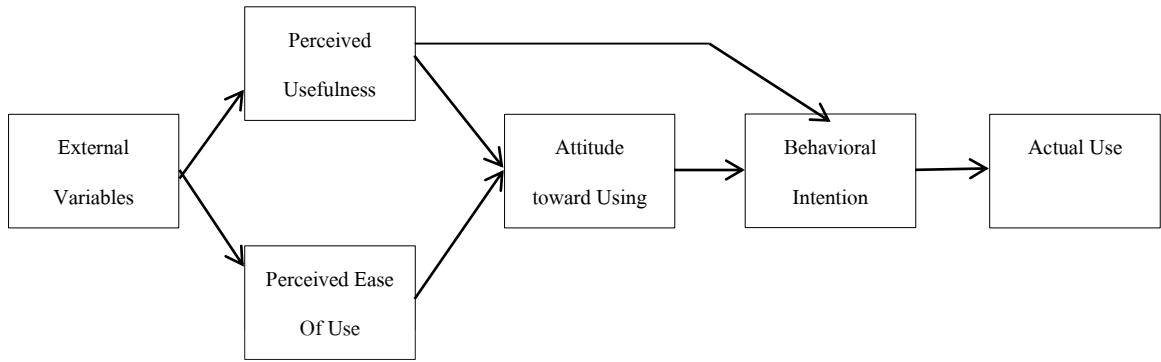 Perceived
Usefulness
External
Variables
Attitude
toward Using
Behavioral
Intention
Actual Use
Perceived Ease
Of Use